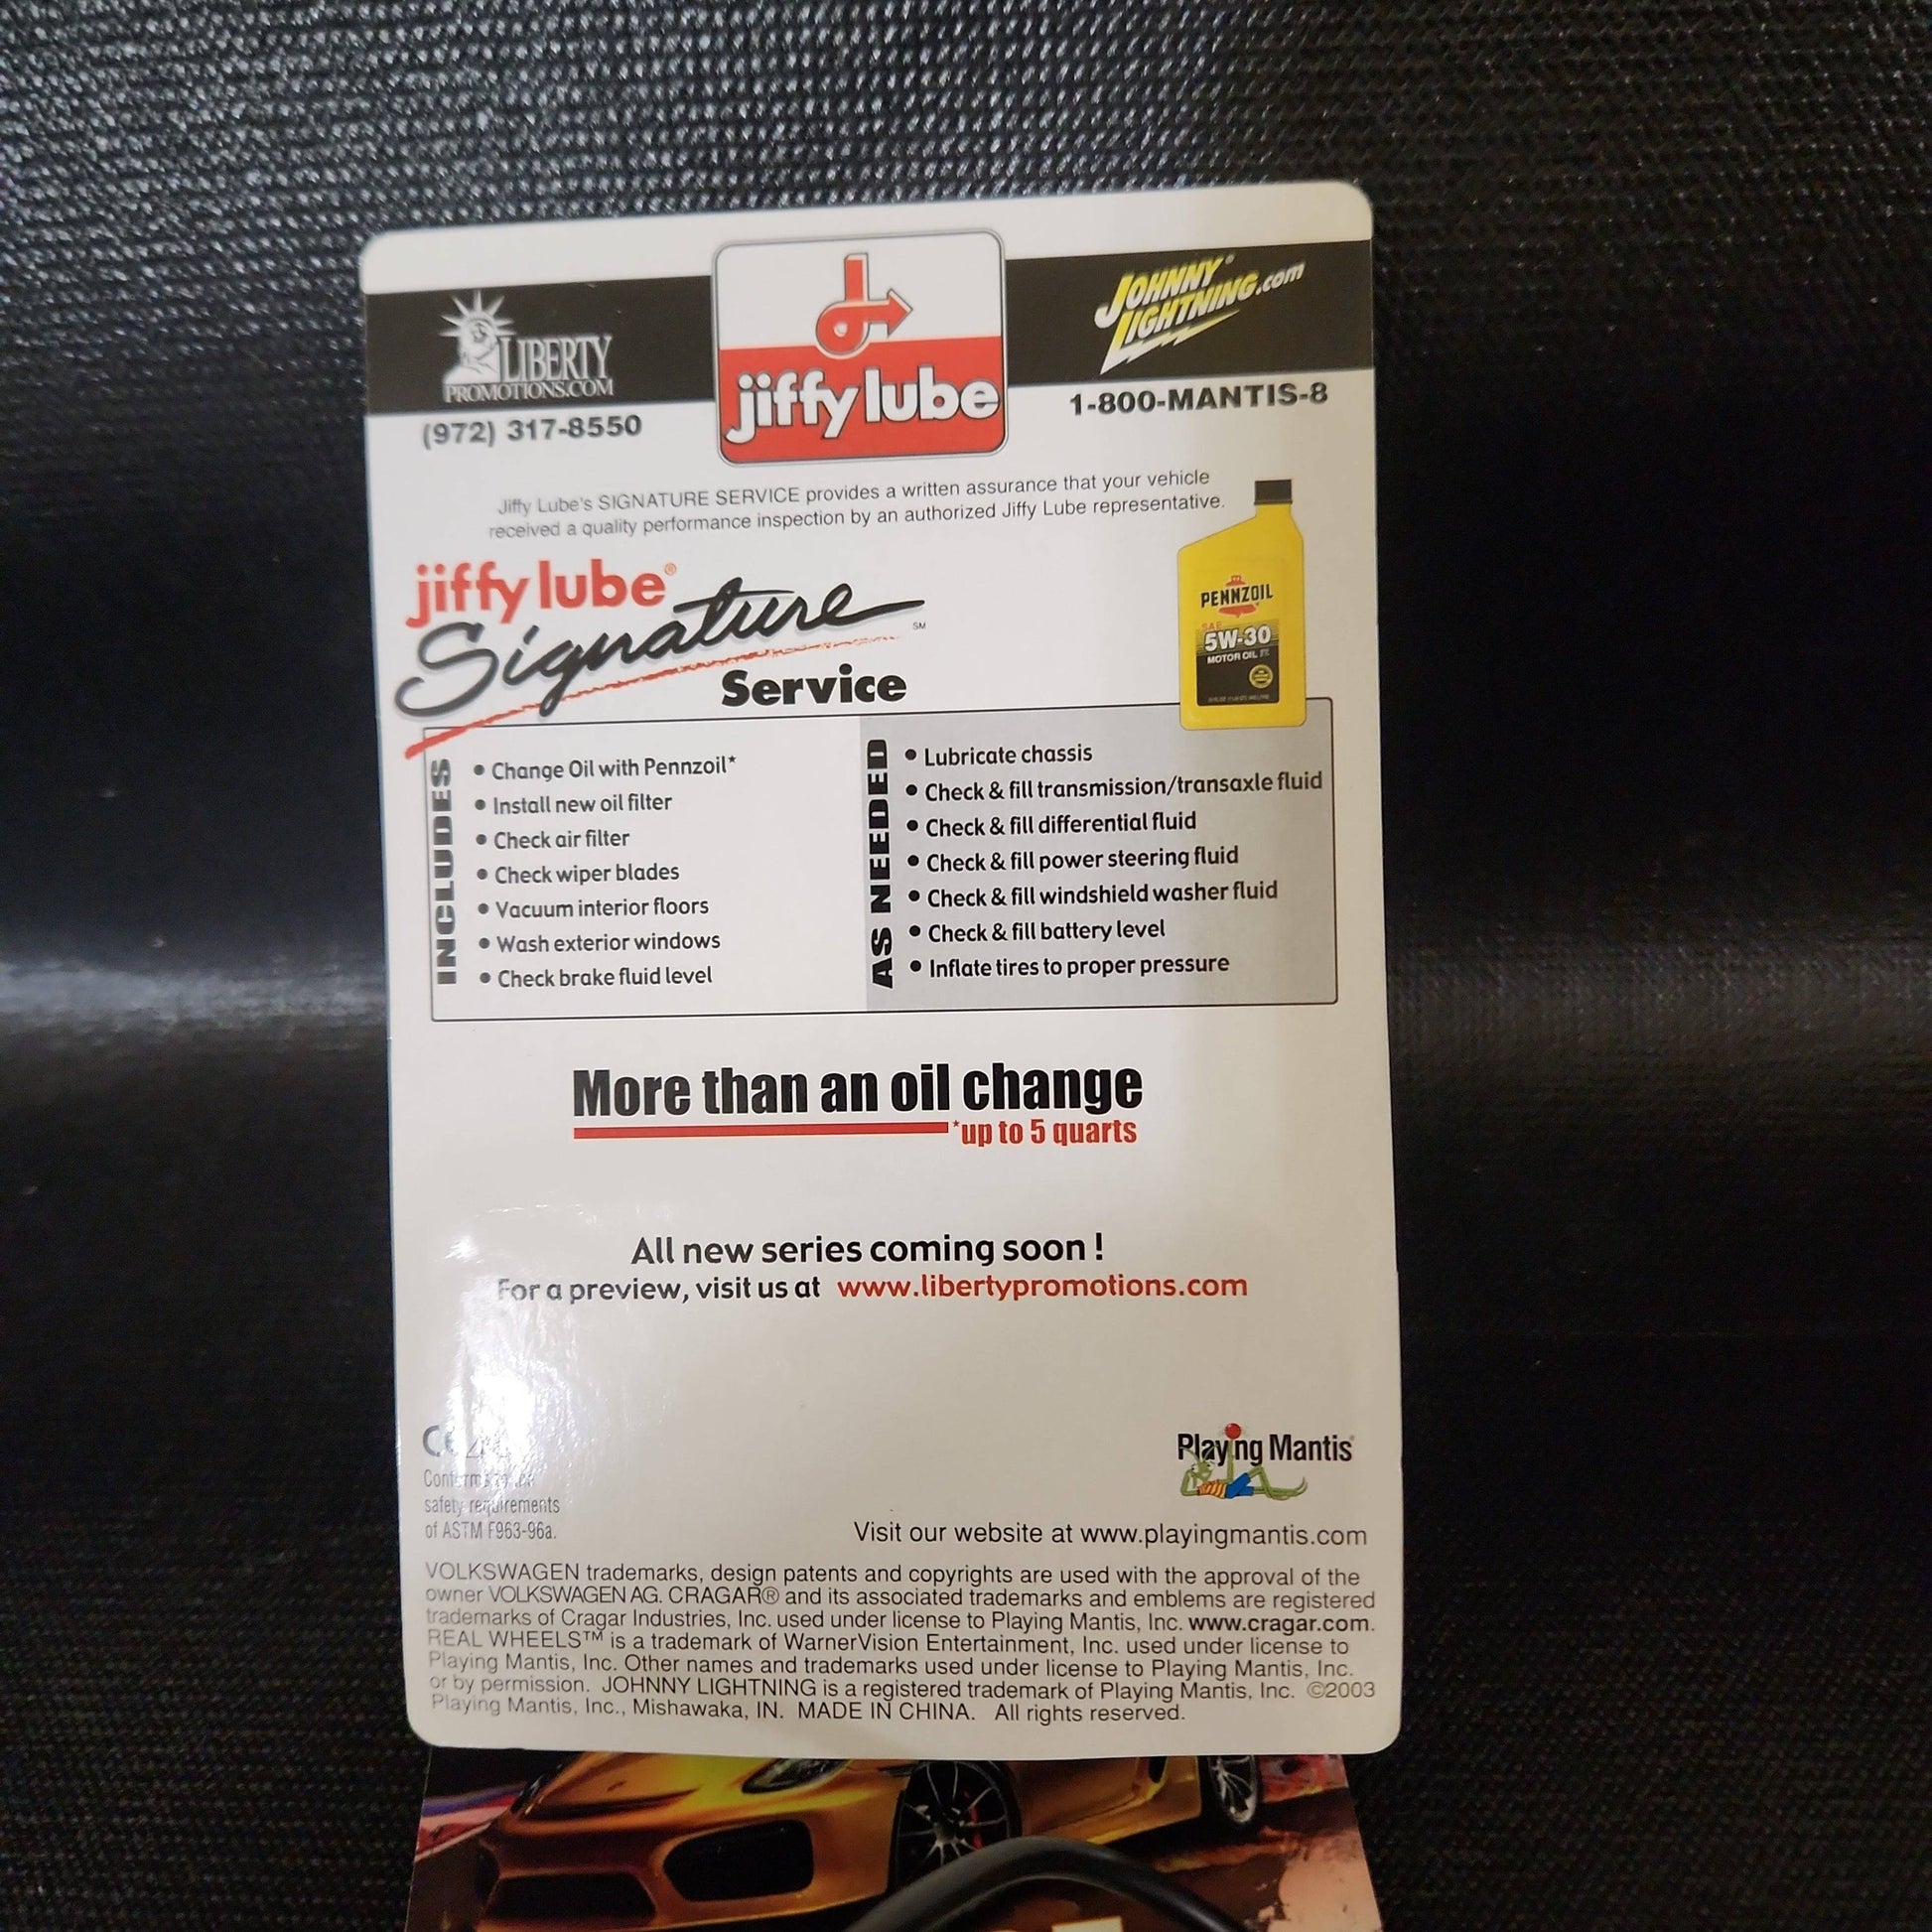 LIBERTY
PROMOTIONS.COM
(972) 317-8550
jiffy lube
JOHNNY®
LIGHTNING.com
1-800-MANTIS-8
Jiffy Lube's SIGNATURE SERVICE provides a written assurance that your vehicle
received a quality performance inspection by an authorized Jiffy Lube representative.
jiffy lube®
Signature SM
Service
PENNZOIL
SAE
5W-30
MOTOR OIL
INCLUDES
• Change Oil with Pennzoil*
• Install new oil filter
• Check air filter
• Check wiper blades
• Vacuum interior floors
• Wash exterior windows
• Check brake fluid level
AS NEEDED
• Lubricate chassis
• Check & fill transmission/transaxle fluid
• Check & fill differential fluid
• Check & fill power steering fluid
• Check & fill windshield washer fluid
• Check & fill battery level
• Inflate tires to proper pressure
More than an oil change
*up to 5 quarts
All new series coming soon !
For a preview, visit us at www.libertypromotions.com
CE
safety requirements
of ASTM F963-96a.
Playing Mantis
Visit our website at www.playingmantis.com
VOLKSWAGEN trademarks, design patents and copyrights are used with the approval of the
owner VOLKSWAGEN AG. CRAGAR® and its associated trademarks and emblems are registered
trademarks of Cragar Industries, Inc. used under license to Playing Mantis, Inc. www.cragar.com.
REAL WHEELS™ is a trademark of WarnerVision Entertainment, Inc. used under license to
Playing Mantis, Inc. Other names and trademarks used under license to Playing Mantis, Inc.
or by permission. JOHNNY LIGHTNING is a registered trademark of Playing Mantis, Inc. ©2003
Playing Mantis, Inc., Mishawaka, IN. MADE IN CHINA. All rights reserved.